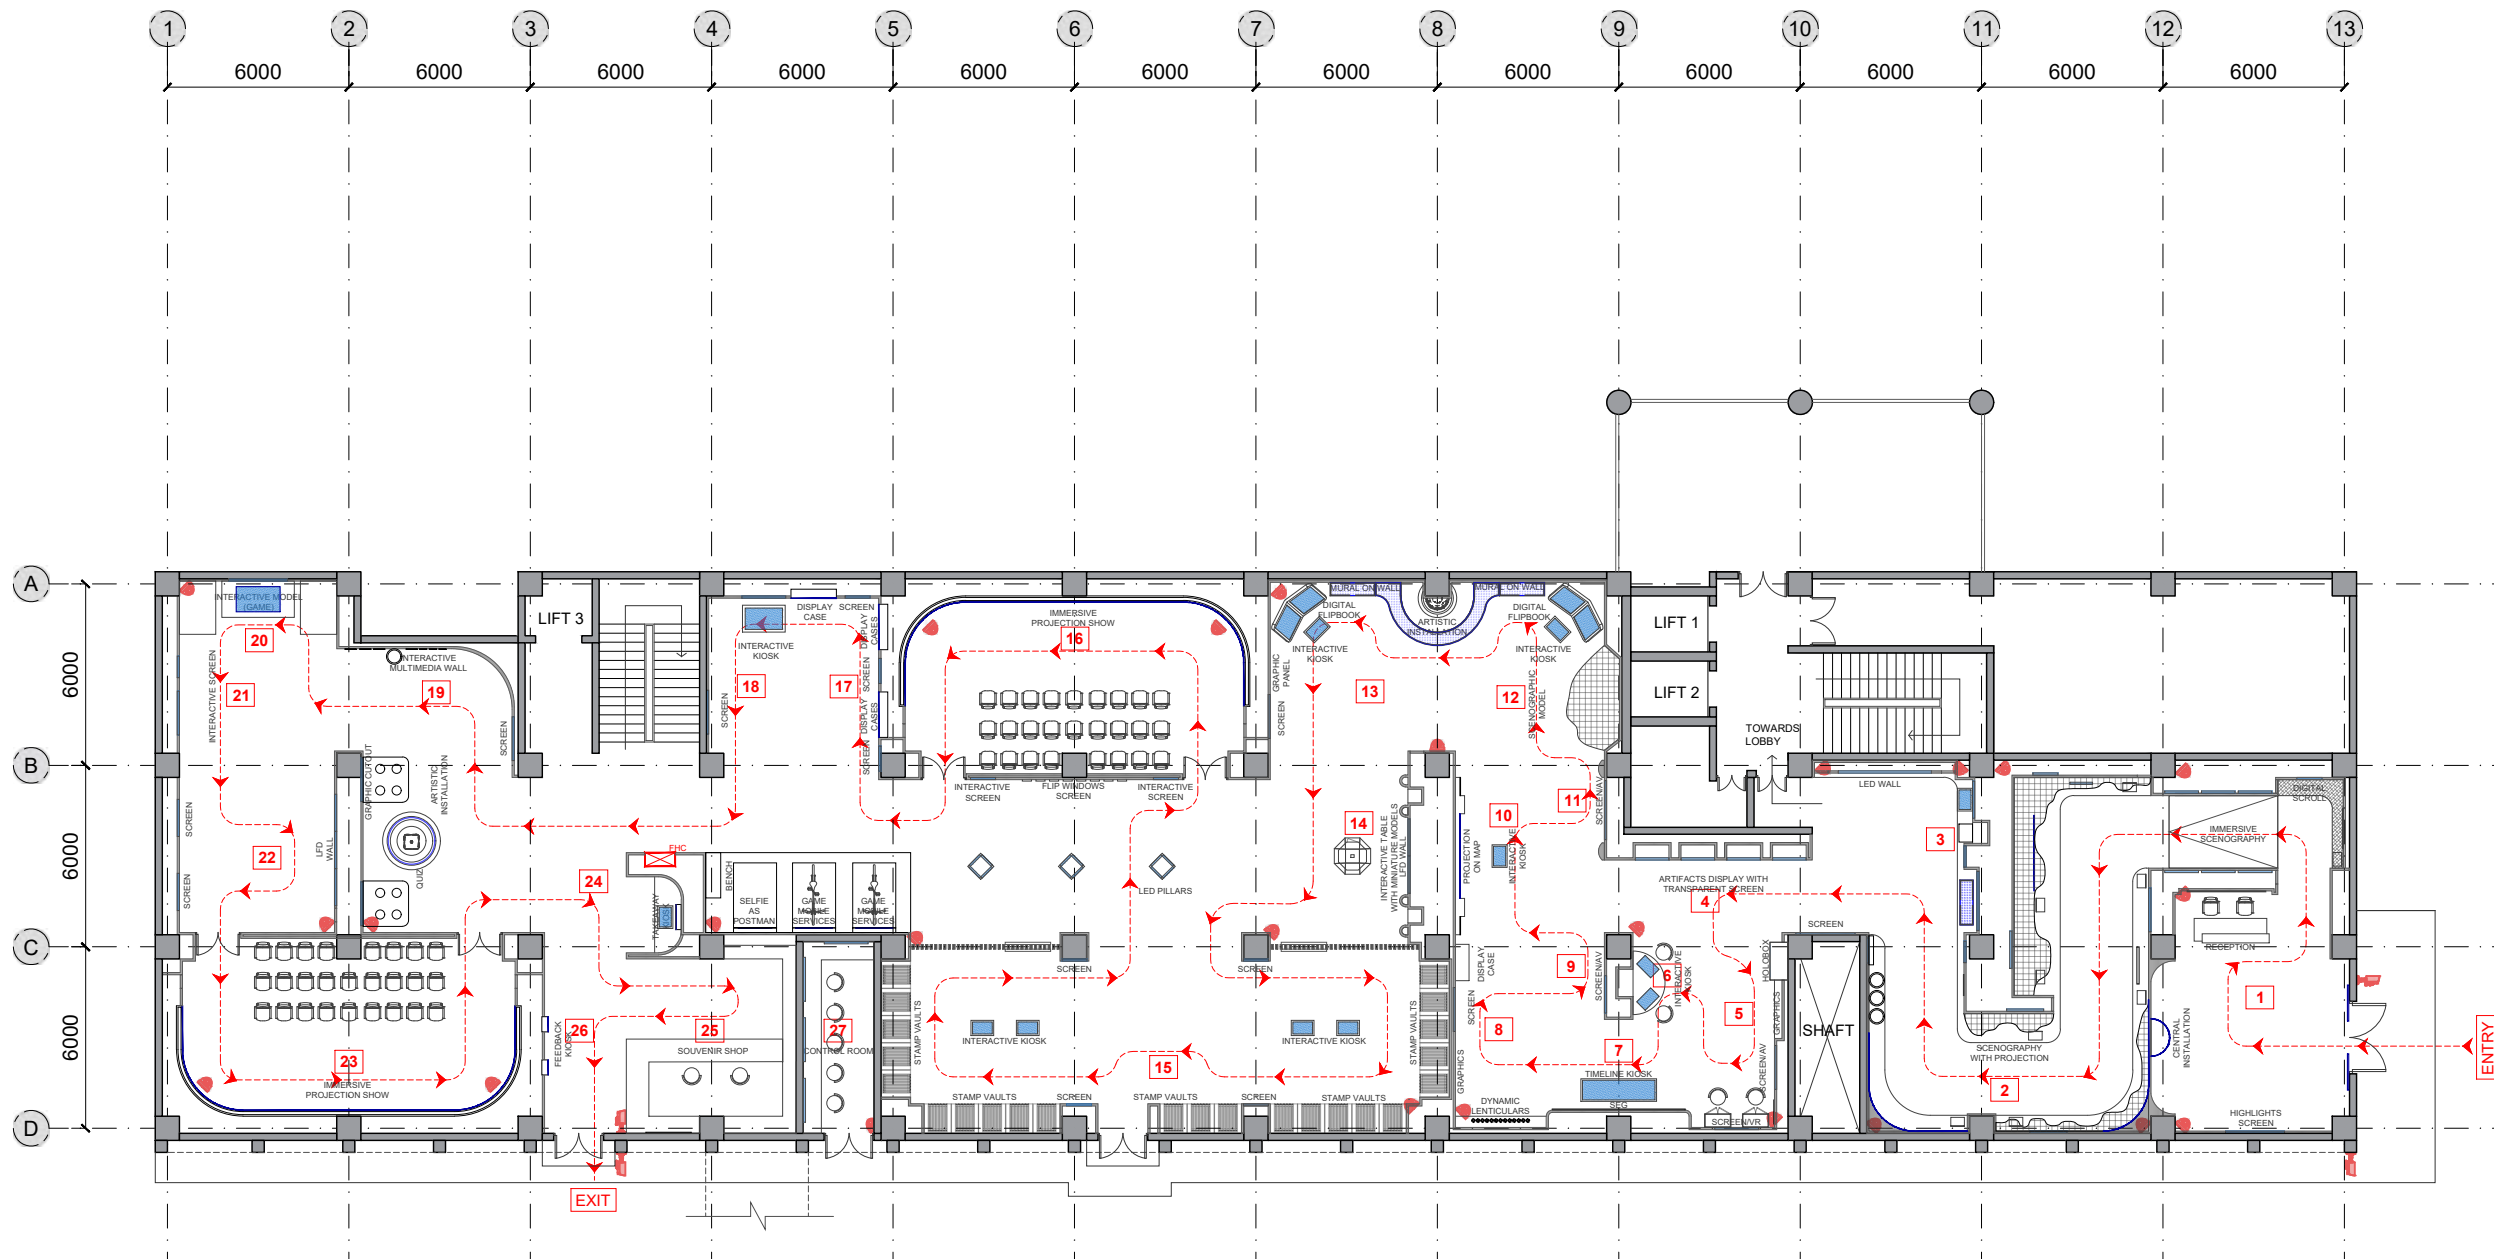 1 2 3 4 5 6 7 8 9 10 11 12 13
6000 6000 6000 6000 6000 6000 6000 6000 6000 6000 6000 6000
A
B
C
D
6000
6000
6000
INTERACTIVE MODEL
(GAME)
20
INTERACTIVE SCREEN
21
INTERACTIVE
MULTIMEDIA WALL
19
SCREEN
LIFT 3
SCREEN
18
INTERACTIVE
KIOSK
DISPLAY
CASE
SCREEN
DISPLAY
CASES
SCREEN
17
DISPLAY
CASES
SCREEN
IMMERSIVE
PROJECTION SHOW
16
INTERACTIVE
SCREEN
FLIP WINDOWS
SCREEN
INTERACTIVE
SCREEN
MURAL ON WALL
MURAL ON WALL
DIGITAL
FLIPBOOK
ARTISTIC
INSTALLATION
DIGITAL
FLIPBOOK
INTERACTIVE
KIOSK
INTERACTIVE
KIOSK
GRAPHIC
PANEL
SCREEN
13
12
SCENOGRAPHIC
MODEL
LIFT 1
LIFT 2
TOWARDS
LOBBY
GRAPHIC CUTOUT
ARTISTIC
INSTALLATION
SCREEN
22
SCREEN
LFD
WALL
QUIZ
FHC
24
TAKEAWAY
KIOSK
BENCH
SELFIE
AS
POSTMAN
GAME
MOBILE
SERVICES
GAME
MOBILE
SERVICES
LED PILLARS
14
INTERACTIVE TABLE
WITH MINIATURE MODELS
LFD WALL
PROJECTION
ON MAP
10
INTERACTIVE
KIOSK
11
SCREEN/AV
ARTIFACTS DISPLAY WITH
TRANSPARENT SCREEN
4
SCREEN
LED WALL
3
DIGITAL
SCROLL
IMMERSIVE
SCENOGRAPHY
RECEPTION
1
ENTRY
CENTRAL
INSTALLATION
HIGHLIGHTS
SCREEN
SCENOGRAPHY
WITH PROJECTION
2
SHAFT
HOLOBOX
GRAPHICS
SCREEN/AV
5
6
INTERACTIVE
KIOSK
SCREEN/AV
7
TIMELINE KIOSK
SEG
SCREEN/VR
9
DISPLAY
CASE
SCREEN
8
GRAPHICS
DYNAMIC
LENTICULARS
SCREEN
SCREEN
STAMP VAULTS
STAMP VAULTS
INTERACTIVE KIOSK
INTERACTIVE KIOSK
15
STAMP VAULTS
SCREEN
STAMP VAULTS
SCREEN
STAMP VAULTS
27
CONTROL ROOM
25
SOUVENIR SHOP
26
FEEDBACK
KIOSK
23
IMMERSIVE
PROJECTION SHOW
EXIT